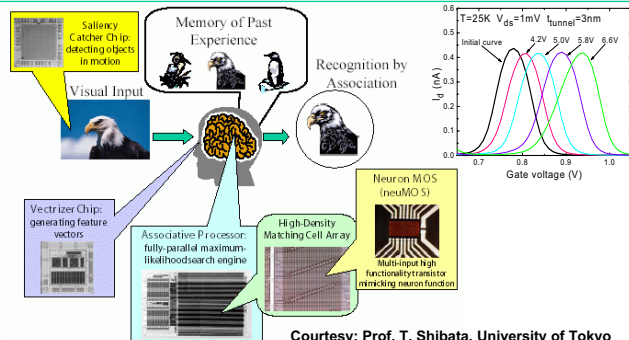 Saliency
Catcher Chip:
detecting objects
in motion
Memory of Past
Experience
Recognition by
Association
Visual Input
Vectrizer Chip:
generating feature
vectors
Associative Processor:
fully-parallel maximum-
likelihoodsearch engine
High-Density
Matching Cell Array
Neuron MOS
(neuMOS)
Multi-input high
functionality transistor
mimicking neuron function
T=25K Vds=1mV ttunnel=3nm
Initial curve
4.2V 5.0V 5.8V 6.6V
Id (nA)
0.6
0.5
0.4
0.3
0.2
0.1
0.0
0.7 0.8 0.9 1.0
Gate voltage (V)
Courtesy: Prof. T. Shibata, University of Tokyo